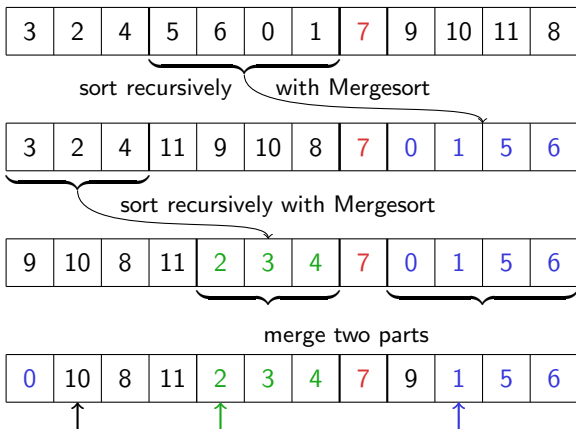 3 2 4 5 6 0 1 7 9 10 11 8
sort recursively with Mergesort
3 2 4 11 9 10 8 7 0 1 5 6
sort recursively with Mergesort
9 10 8 11 2 3 4 7 0 1 5 6
merge two parts
0 10 8 11 2 3 4 7 9 1 5 6